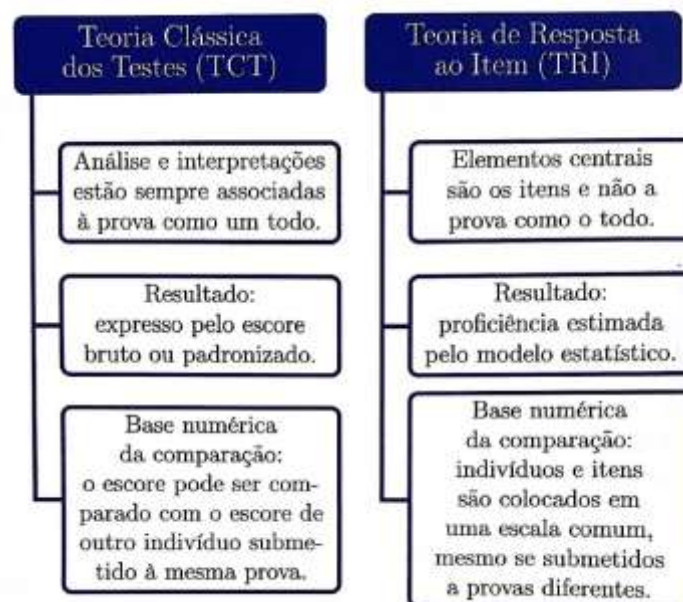 Teoria Clássica
dos Testes (TCT)
Análise e interpretações
estão sempre associadas
à prova como um todo.
Resultado:
expresso pelo escore
bruto ou padronizado.
Base numérica
da comparação:
o escore pode ser com-
parado com o escore de
outro indivíduo subme-
tido à mesma prova.
Teoria de Resposta
ao Item (TRI)
Elementos centrais
são os itens e não a
prova como o todo.
Resultado:
proficiência estimada
pelo modelo estatístico.
Base numérica
da comparação:
indivíduos e itens
são colocados em
uma escala comum,
mesmo se submetidos
a provas diferentes.